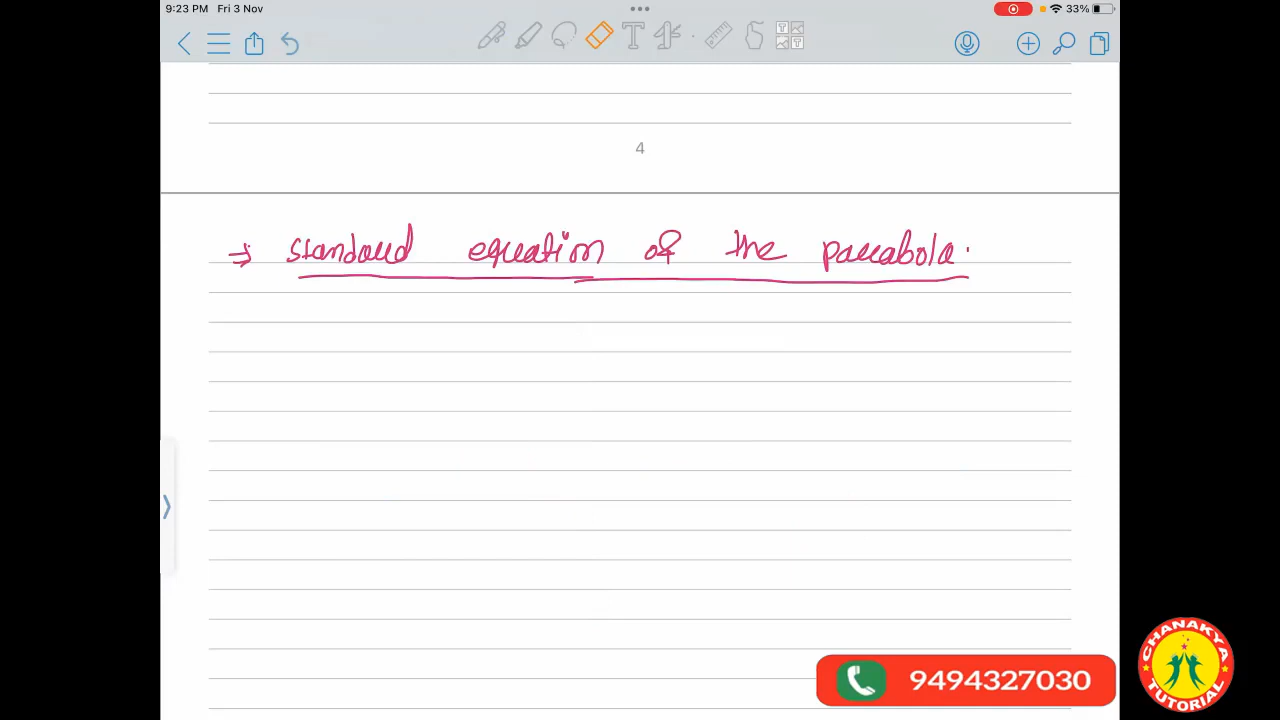 9:23 PM Fri 3 Nov
33%
4
⇒ standard equation of the parabola.
9494327030
CHANAKYA
TUTORIAL